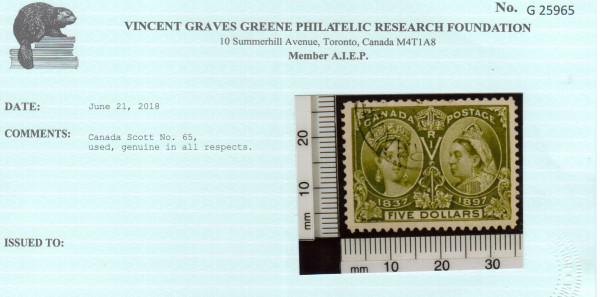 No. G 25965
VINCENT GRAVES GREENE PHILATELIC RESEARCH FOUNDATION
10 Summerhill Avenue, Toronto, Canada M4T1A8
Member A.I.E.P.
DATE: June 21, 2018
COMMENTS: Canada Scott No. 65,
used, genuine in all respects.
CANADA POSTAGE
V R I
1837 1897
FIVE DOLLARS
20
10
mm
mm 10 20 30
ISSUED TO: